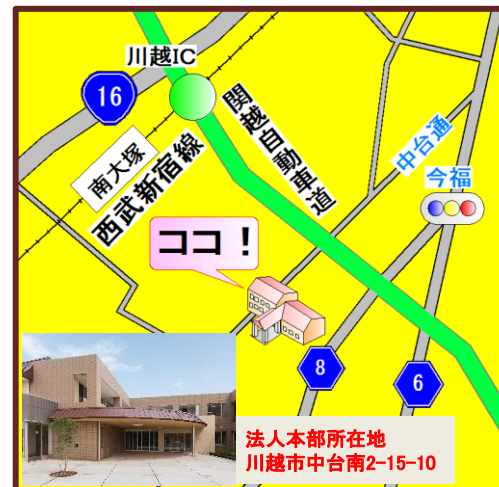 川越IC
16
関越自動車道
中台通
南大塚
西武新宿線
今福
ココ！
8
6
法人本部所在地
川越市中台南2-15-10